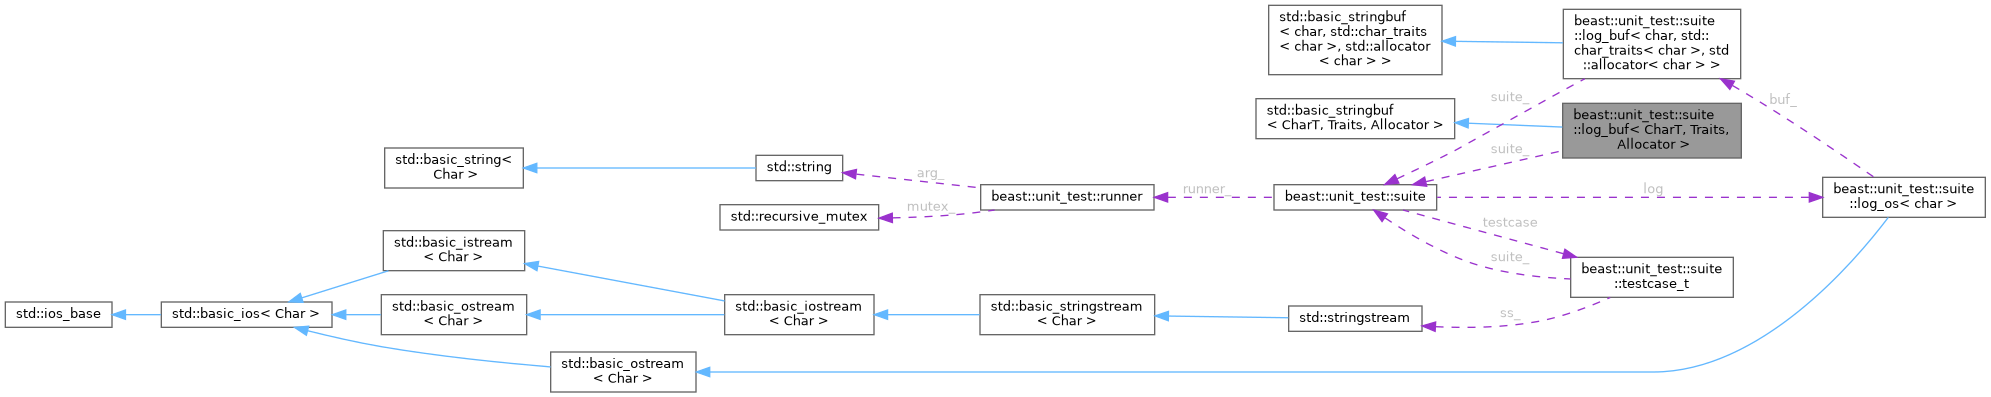 std::basic_stringbuf
< char, std::char_traits
< char >, std::allocator
< char > >
beast::unit_test::suite
::log_buf< char, std::
char_traits< char >, std
::allocator< char > >
suite_
buf_
std::basic_stringbuf
< CharT, Traits, Allocator >
beast::unit_test::suite
::log_buf< CharT, Traits,
Allocator >
suite_
std::basic_string<
Char >
std::string
arg_
beast::unit_test::runner
runner_
beast::unit_test::suite
log
beast::unit_test::suite
::log_os< char >
std::recursive_mutex
mutex_
testcase
suite_
beast::unit_test::suite
::testcase_t
std::basic_istream
< Char >
std::ios_base
std::basic_ios< Char >
std::basic_ostream
< Char >
std::basic_iostream
< Char >
std::basic_stringstream
< Char >
std::stringstream
ss_
std::basic_ostream
< Char >